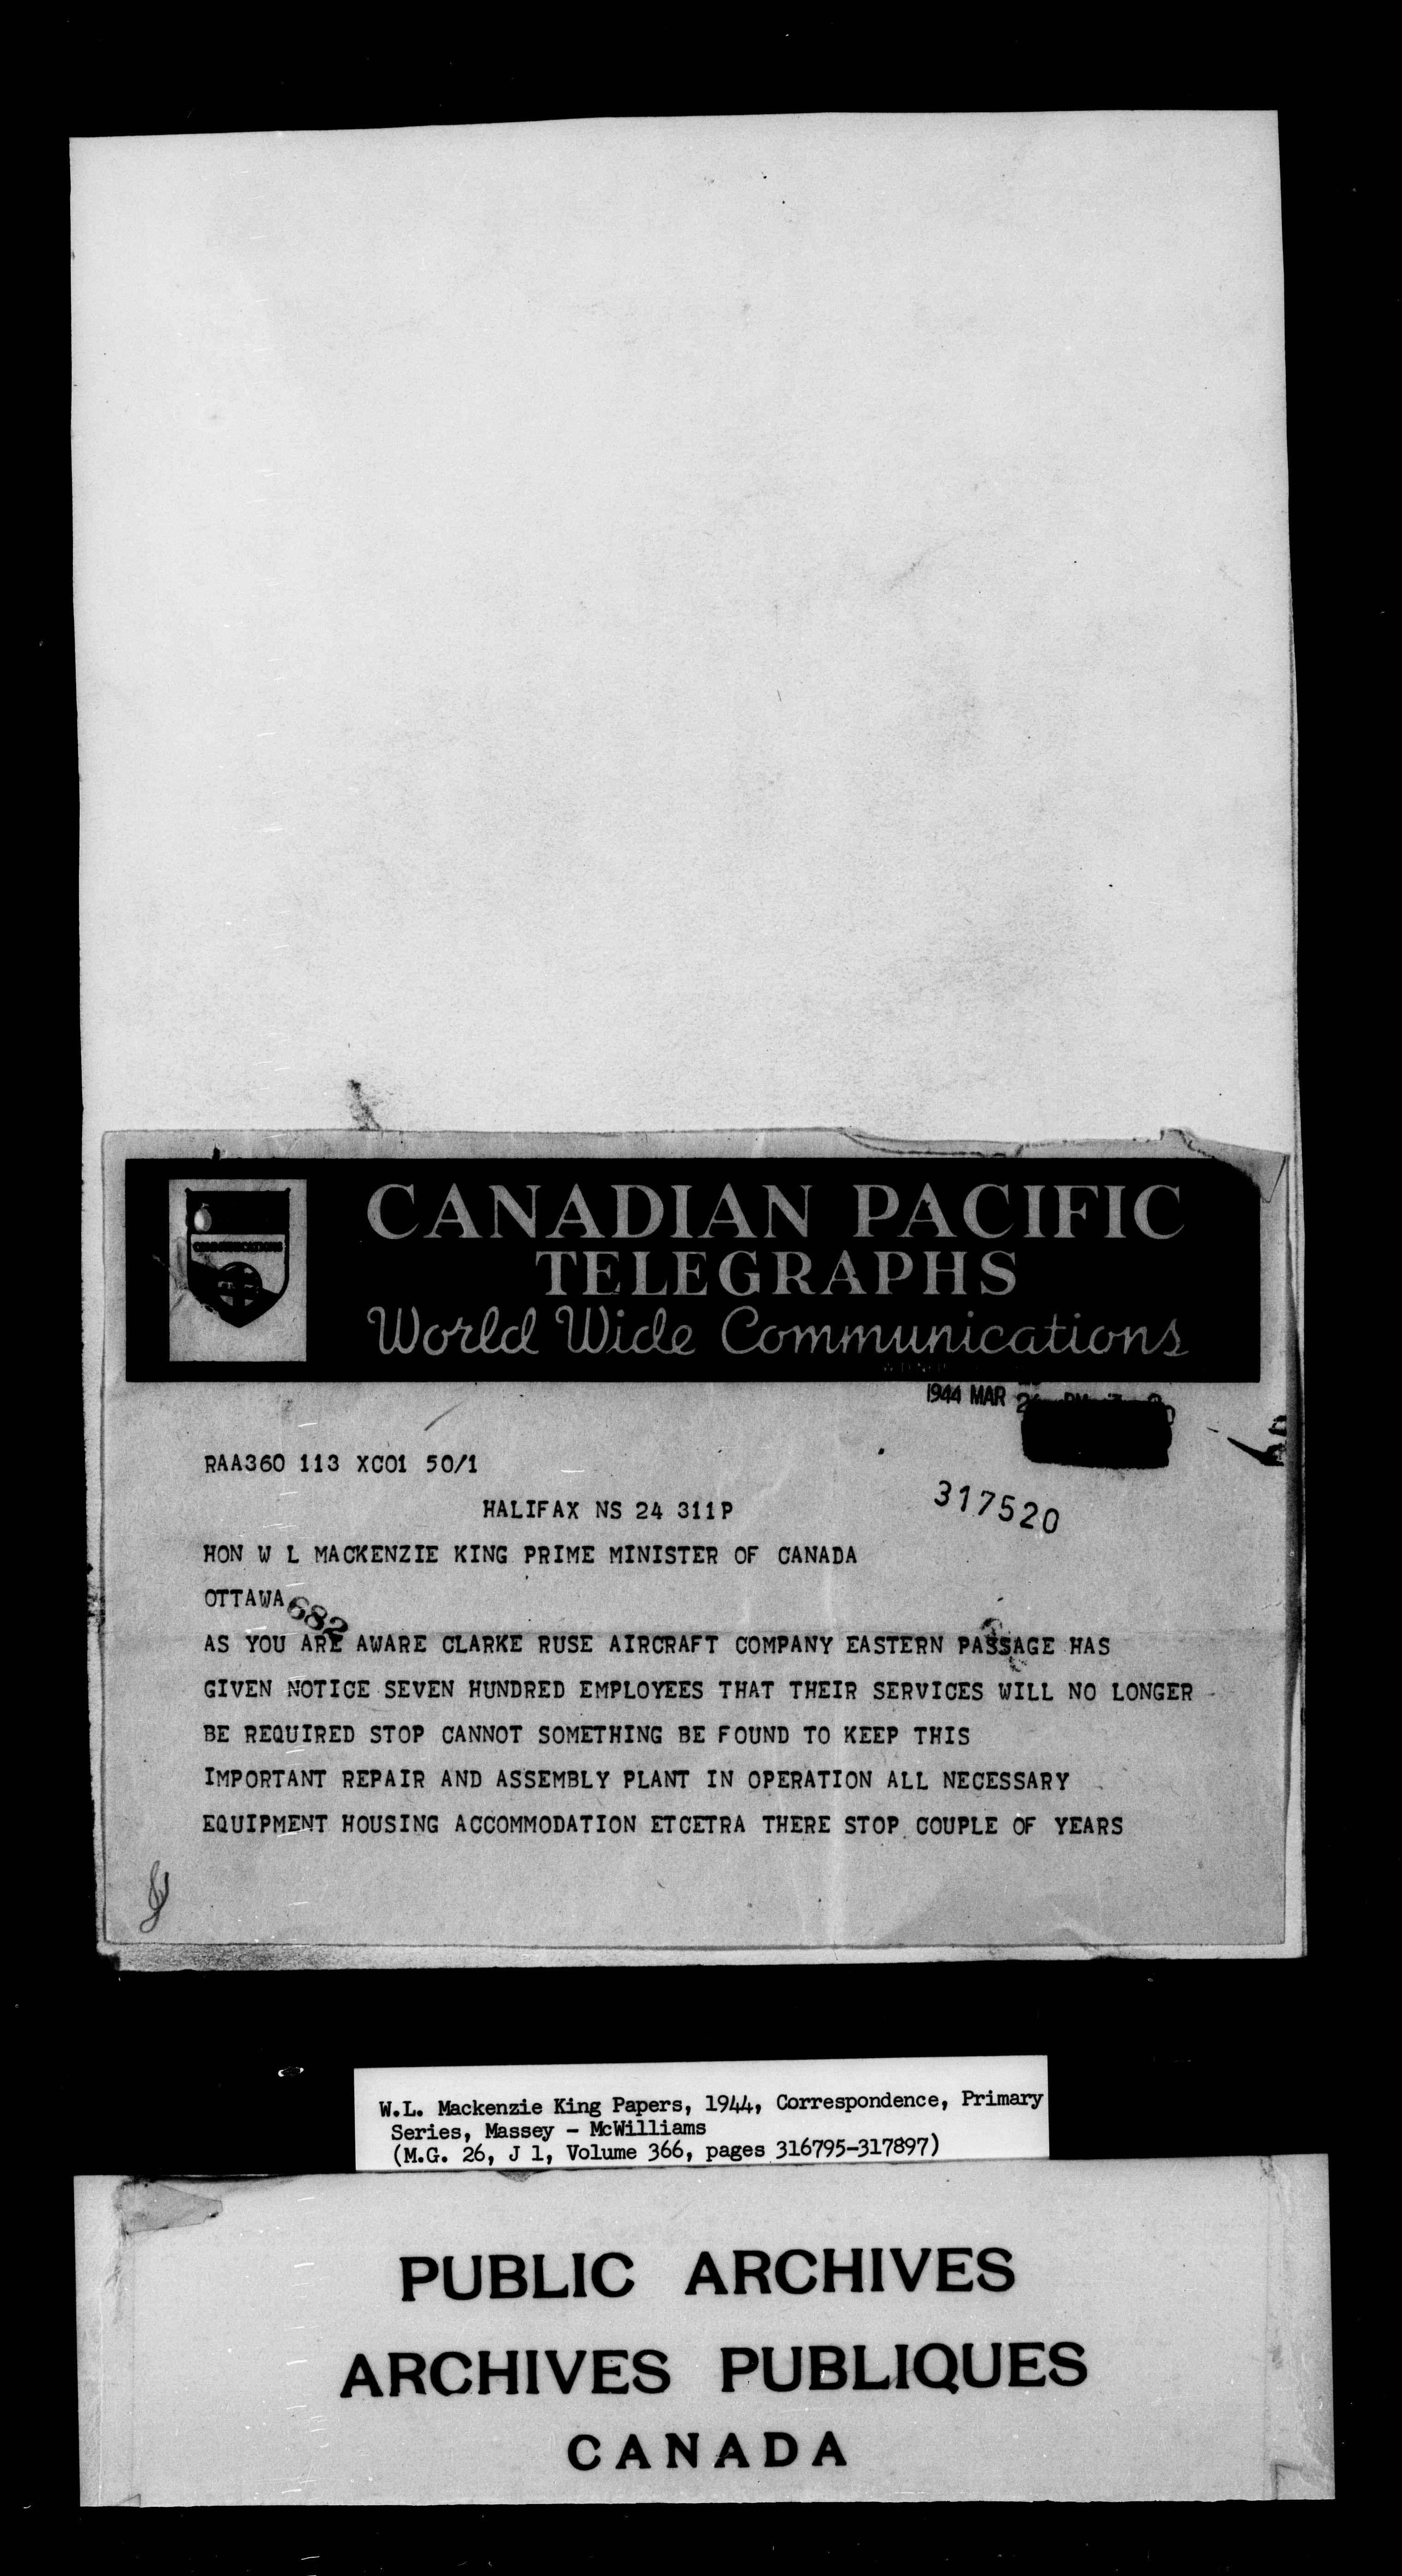 CANADIAN PACIFIC
TELEGRAPHS
World Wide Communications
1944 MAR
RAA360 113 XC01 50/1
317520
HALIFAX NS 24 311P
HON W L MACKENZIE KING PRIME MINISTER OF CANADA
OTTAWA
682
AS YOU ARE AWARE CLARKE RUSE AIRCRAFT COMPANY EASTERN PASSAGE HAS
GIVEN NOTICE SEVEN HUNDRED EMPLOYEES THAT THEIR SERVICES WILL NO LONGER
BE REQUIRED STOP CANNOT SOMETHING BE FOUND TO KEEP THIS
IMPORTANT REPAIR AND ASSEMBLY PLANT IN OPERATION ALL NECESSARY
EQUIPMENT HOUSING ACCOMMODATION ETCETRA THERE STOP COUPLE OF YEARS
W.L. Mackenzie King Papers, 1944, Correspondence, Primary
Series, Massey - McWilliams
(M.G. 26, J 1, Volume 366, pages 316795-317897)
PUBLIC ARCHIVES
ARCHIVES PUBLIQUES
CANADA